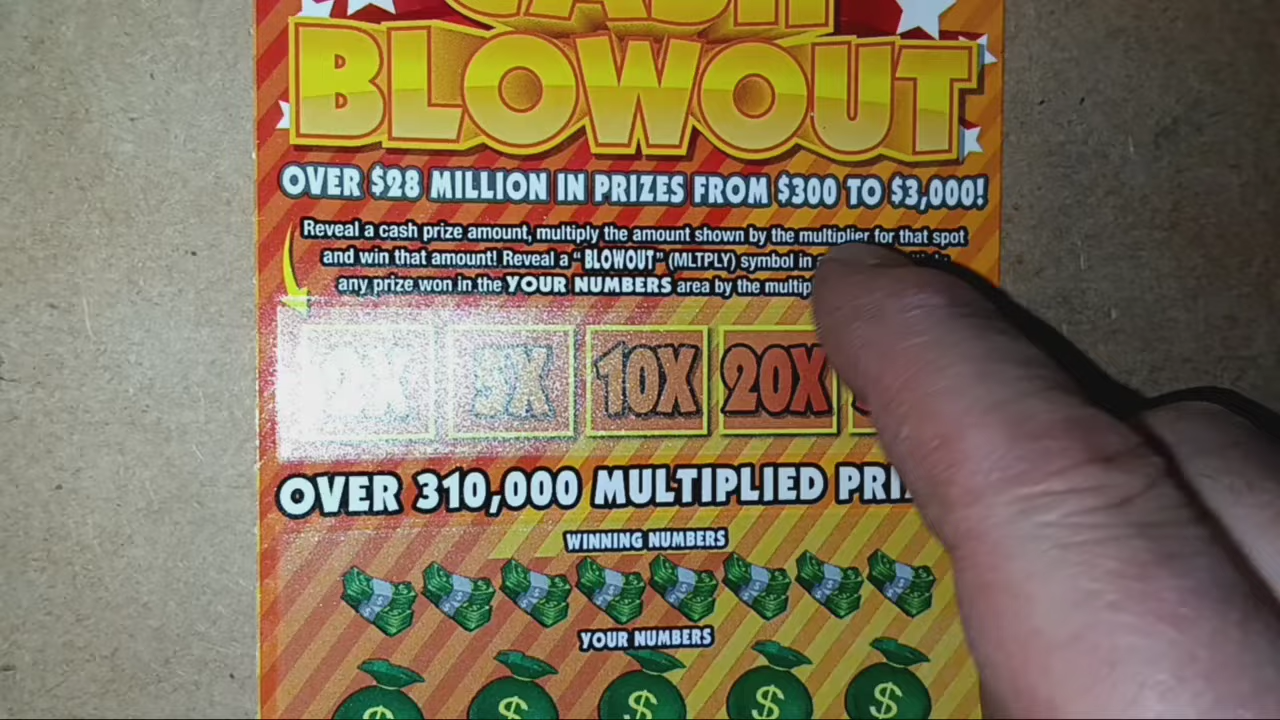 CASH
BLOWOUT
OVER $28 MILLION IN PRIZES FROM $300 TO $3,000!
Reveal a cash prize amount, multiply the amount shown by the multiplier for that spot
and win that amount! Reveal a "BLOWOUT" (MLTPLY) symbol in
any prize won in the YOUR NUMBERS area by the
5X 10X 20X
OVER 310,000 MULTIPLIED
WINNING NUMBERS
YOUR NUMBERS
$ $ $ $ $